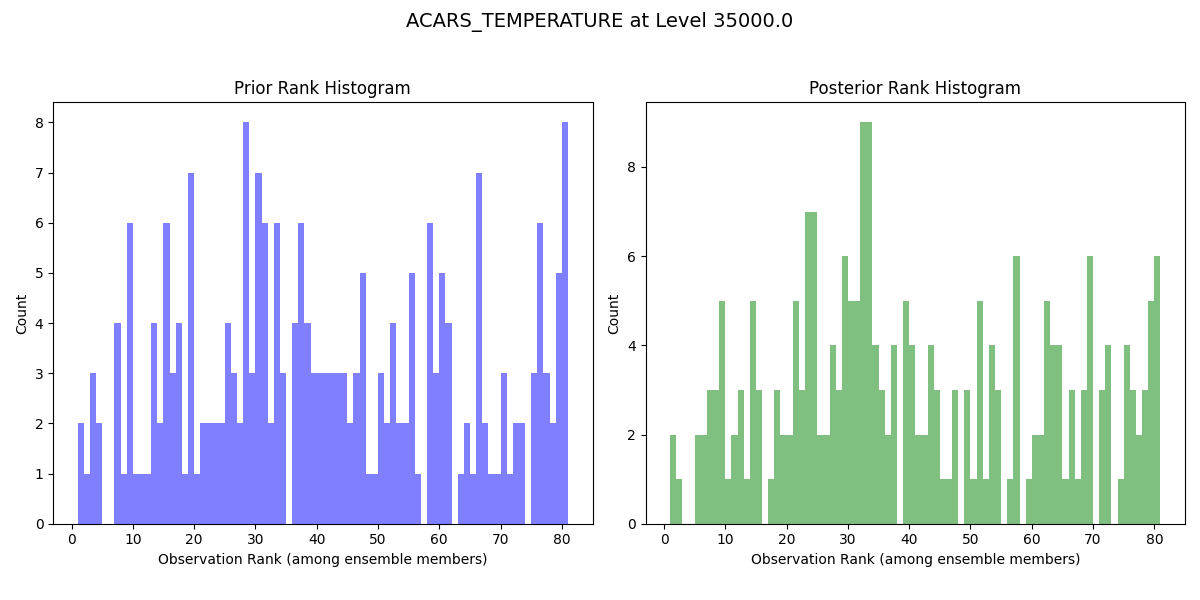 ACARS_TEMPERATURE at Level 35000.0
Prior Rank Histogram
Count
8
7
6
5
4
3
2
1
0
0 10 20 30 40 50 60 70 80
Observation Rank (among ensemble members)
Posterior Rank Histogram
Count
8
6
4
2
0
0 10 20 30 40 50 60 70 80
Observation Rank (among ensemble members)